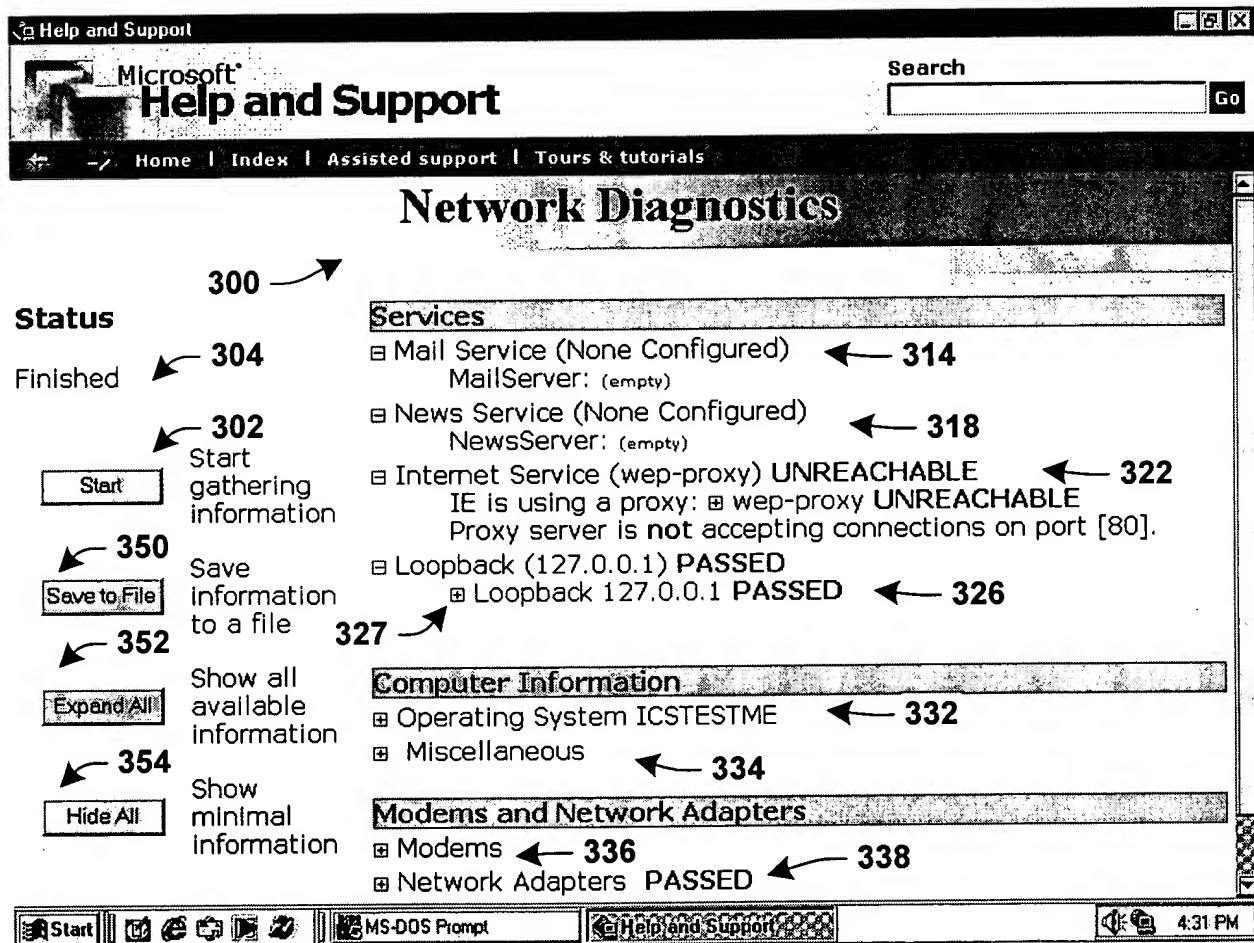 Help and Support
Microsoft
Help and Support
Search
Go
Home | Index | Assisted support | Tours & tutorials
Network Diagnostics
300
Status
304
Finished
302
Start
Start gathering information
350
Save to File
Save information to a file
352
Expand All
Show all available information
354
Hide All
Show minimal information
Services
Mail Service (None Configured)
314
MailServer: (empty)
News Service (None Configured)
318
NewsServer: (empty)
Internet Service (wep-proxy) UNREACHABLE
322
IE is using a proxy: wep-proxy UNREACHABLE
Proxy server is not accepting connections on port [80].
Loopback (127.0.0.1) PASSED
Loopback 127.0.0.1 PASSED
326
327
Computer Information
Operating System ICSTESTME
332
Miscellaneous
334
Modems and Network Adapters
Modems
336
338
Network Adapters PASSED
Start
MS-DOS Prompt
Help and Support
4:31 PM